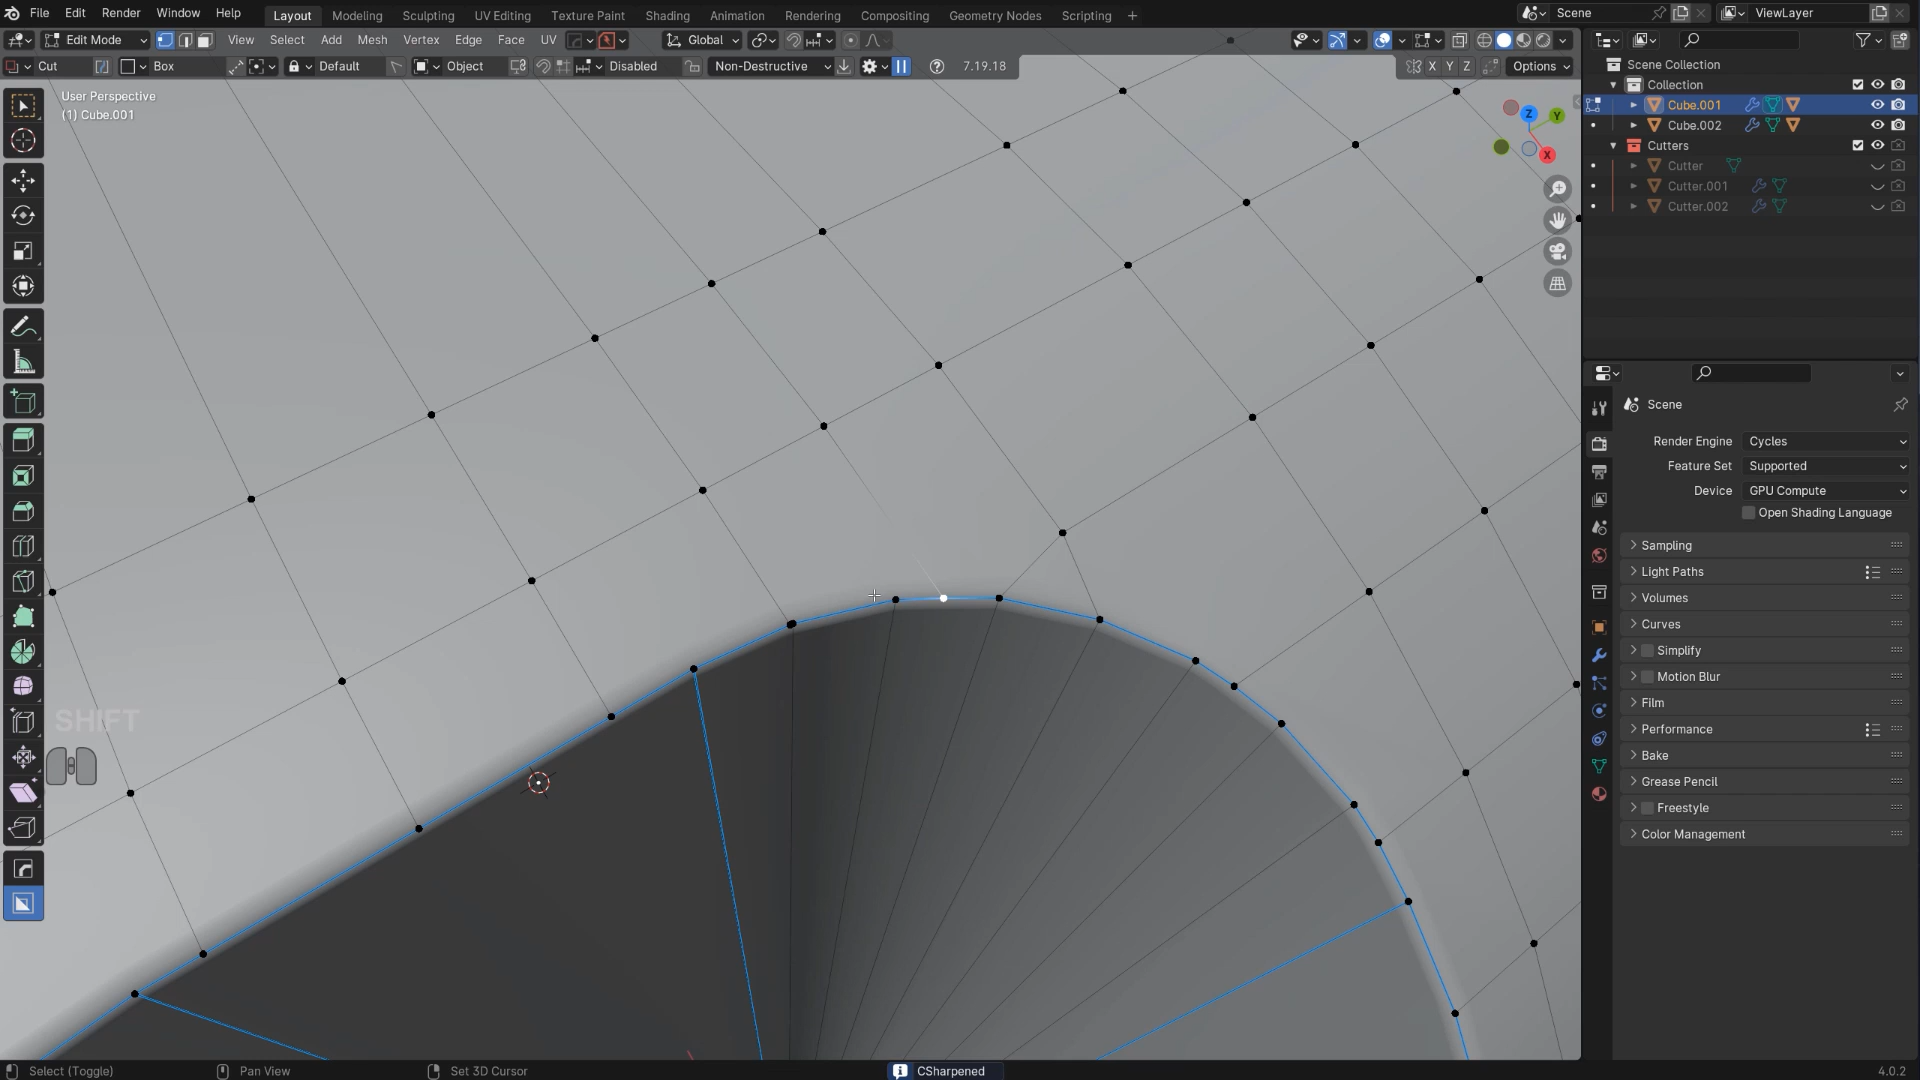 File Edit Render Window Help Layout Modeling Sculpting UV Editing Texture Paint Shading Animation Rendering Compositing Geometry Nodes Scripting + Scene ViewLayer
Edit Mode View Select Add Mesh Vertex Edge Face UV Global
Cut Box Default Object Disabled Non-Destructive 7.19.18 X Y Z Options
User Perspective
(1) Cube.001
Z
Y
X
SHIFT
Scene Collection
Collection
Cube.001
Cube.002
Cutters
Cutter
Cutter.001
Cutter.002
Scene
Render Engine Cycles
Feature Set Supported
Device GPU Compute
Open Shading Language
Sampling
Light Paths
Volumes
Curves
Simplify
Motion Blur
Film
Performance
Bake
Grease Pencil
Freestyle
Color Management
Select (Toggle) Pan View Set 3D Cursor CSharpened 4.0.2